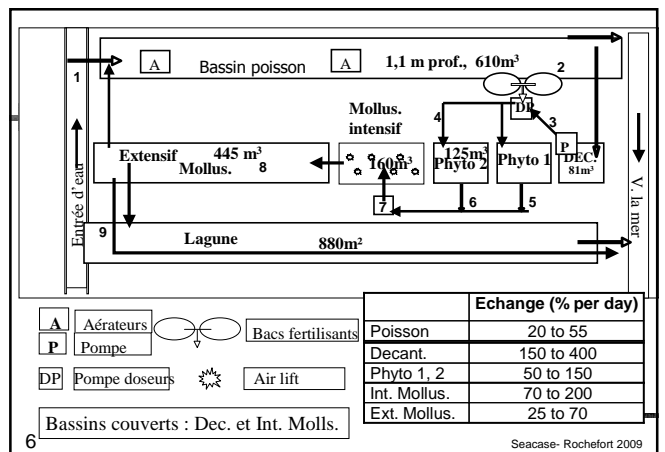 1
A
Bassin poisson
A
1,1 m prof., 610m³
2
DP
4
3
Mollus.
intensif
P
Extensif 445 m³
Mollus. 8
160m³
125m³
Phyto 2
Phyto 1
DEC.
81m³
Entrée d'eau
V. la mer
7
6
5
9
Lagune 880m²
A Aérateurs
P Pompe
Bacs fertilisants
DP Pompe doseurs
Air lift
Bassins couverts : Dec. et Int. Molls.
Echange (% per day)
Poisson 20 to 55
Decant. 150 to 400
Phyto 1, 2 50 to 150
Int. Mollus. 70 to 200
Ext. Mollus. 25 to 70
6
Seacase- Rochefort 2009